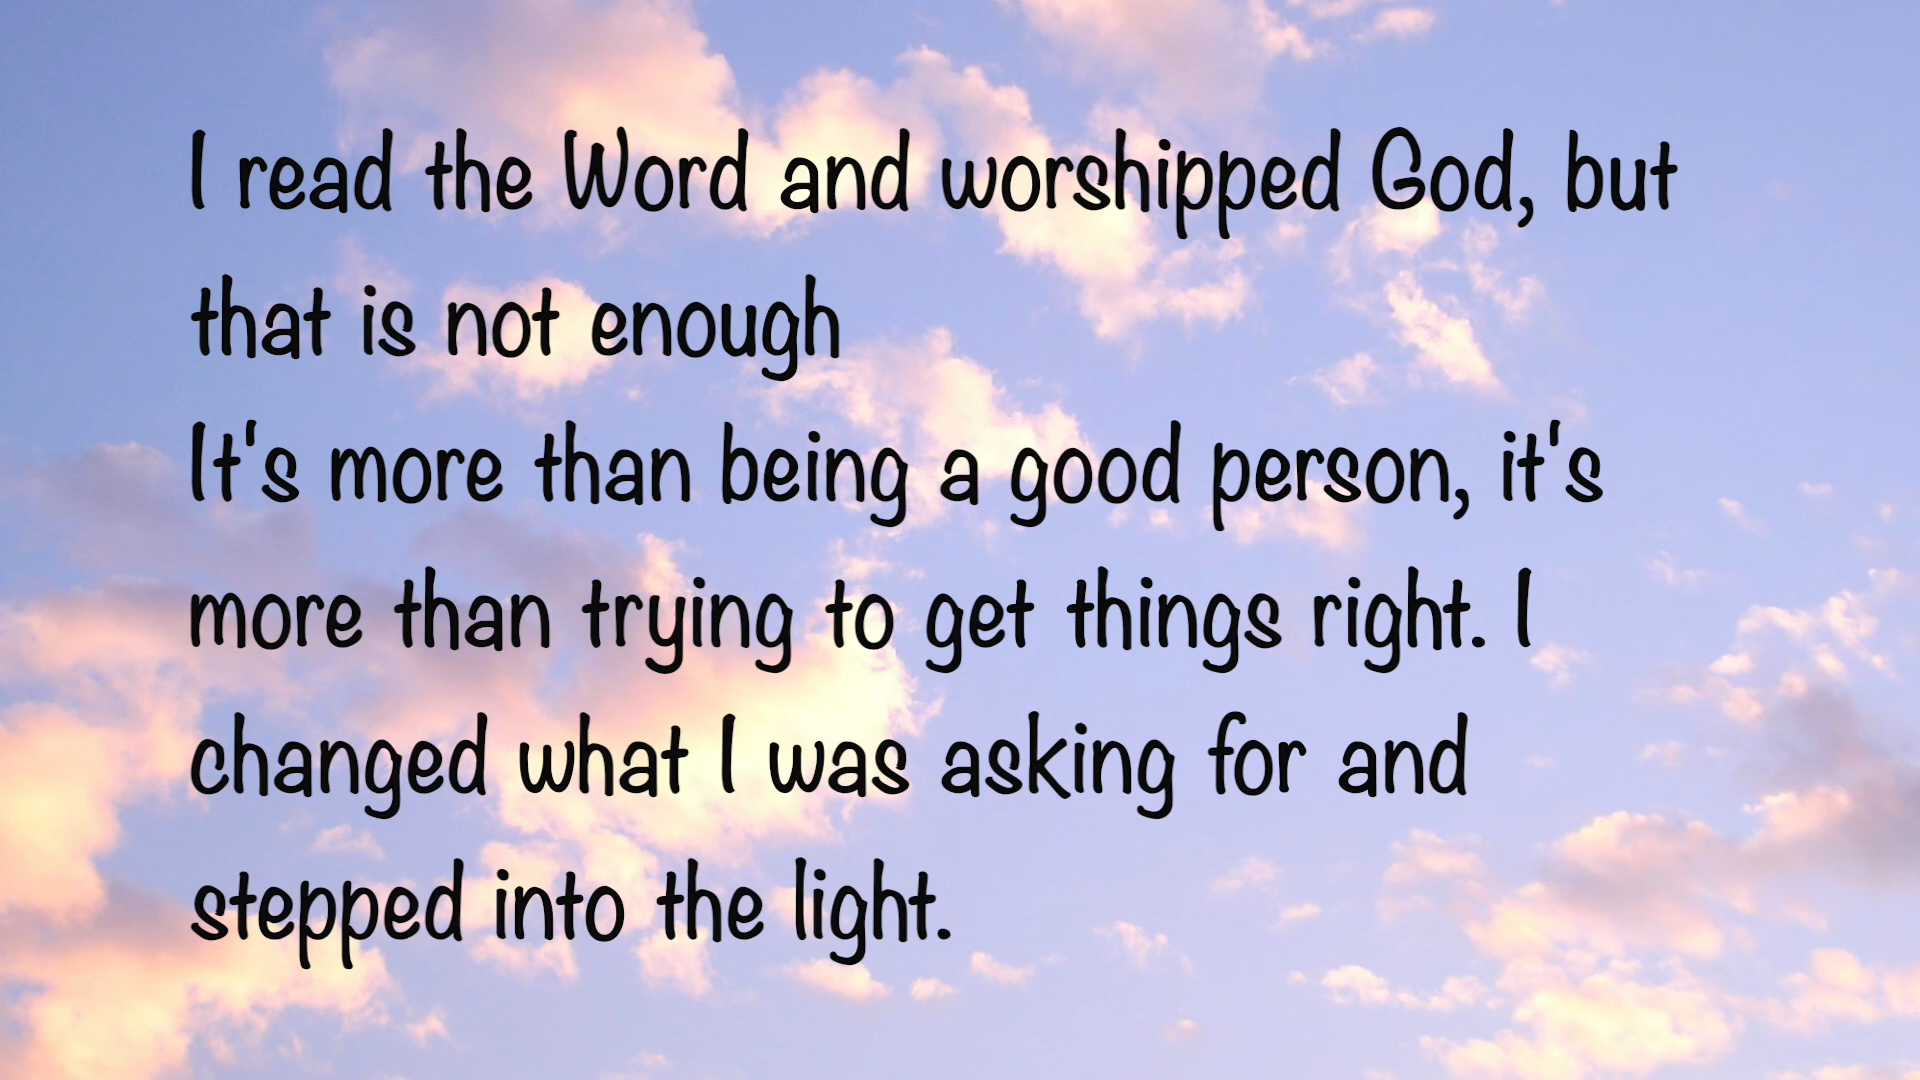 I read the Word and worshipped God, but
that is not enough
It's more than being a good person, it's
more than trying to get things right. I
changed what I was asking for and
stepped into the light.